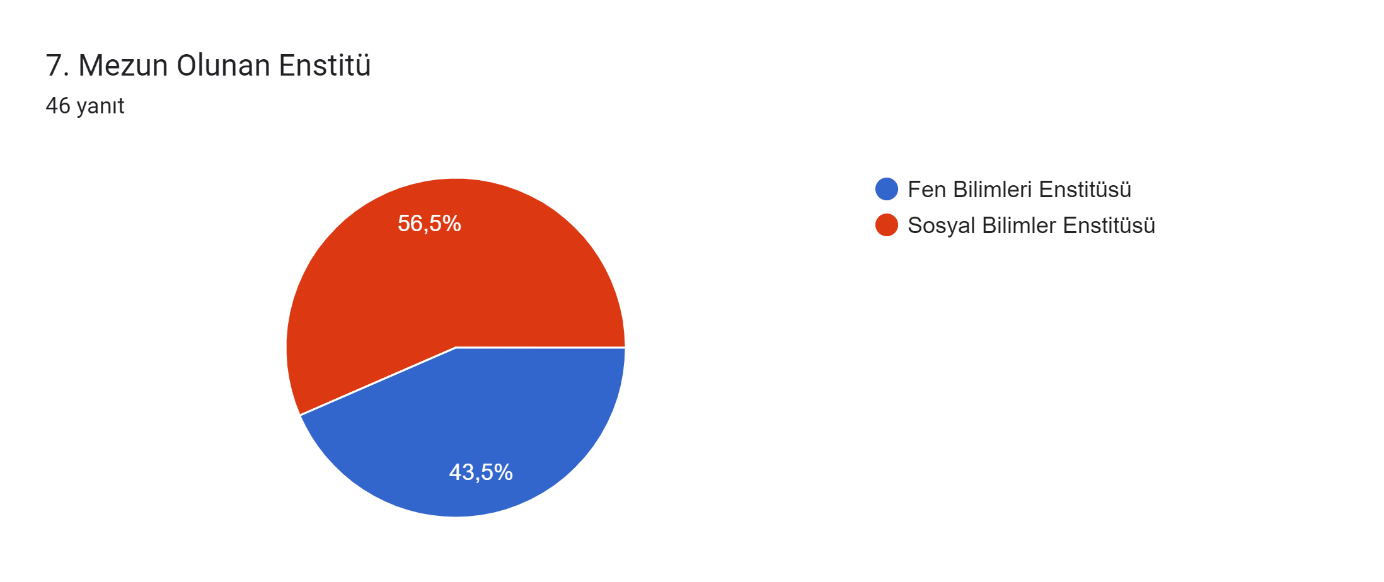 7. Mezun Olunan Enstitü
46 yanıt
56,5%
43,5%
Fen Bilimleri Enstitüsü
Sosyal Bilimler Enstitüsü